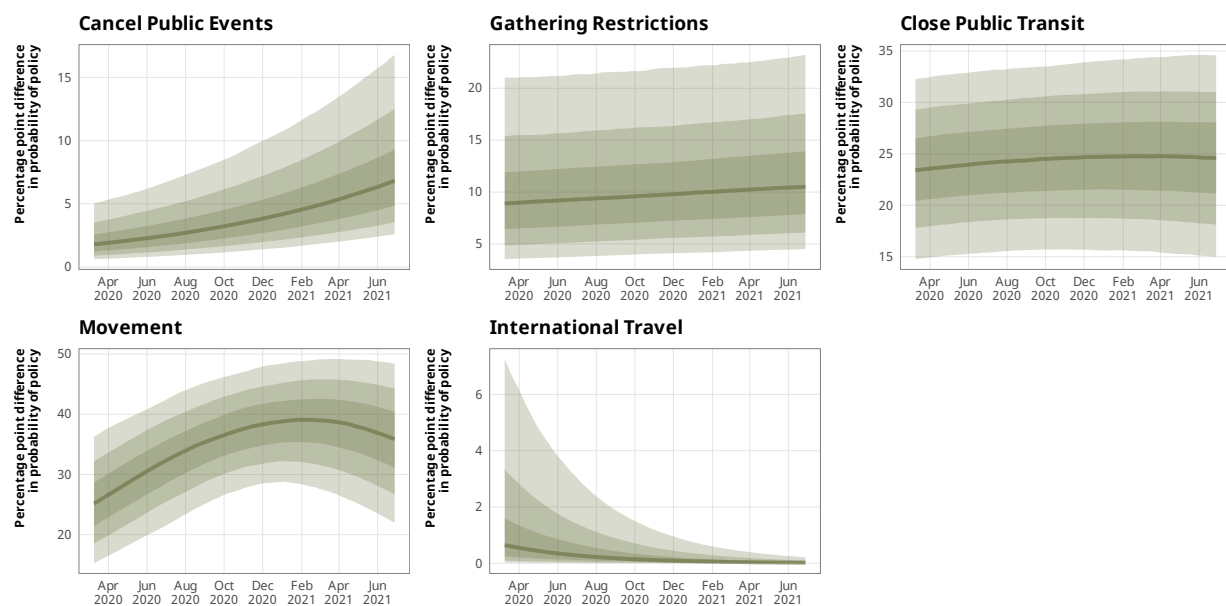 Cancel Public Events
Percentage point difference
in probability of policy
15
10
5
0
Apr
2020
Jun
2020
Aug
2020
Oct
2020
Dec
2020
Feb
2021
Apr
2021
Jun
2021
Gathering Restrictions
Percentage point difference
in probability of policy
20
15
10
5
Apr
2020
Jun
2020
Aug
2020
Oct
2020
Dec
2020
Feb
2021
Apr
2021
Jun
2021
Close Public Transit
Percentage point difference
in probability of policy
35
30
25
20
15
Apr
2020
Jun
2020
Aug
2020
Oct
2020
Dec
2020
Feb
2021
Apr
2021
Jun
2021
Movement
Percentage point difference
in probability of policy
50
40
30
20
Apr
2020
Jun
2020
Aug
2020
Oct
2020
Dec
2020
Feb
2021
Apr
2021
Jun
2021
International Travel
Percentage point difference
in probability of policy
6
4
2
0
Apr
2020
Jun
2020
Aug
2020
Oct
2020
Dec
2020
Feb
2021
Apr
2021
Jun
2021